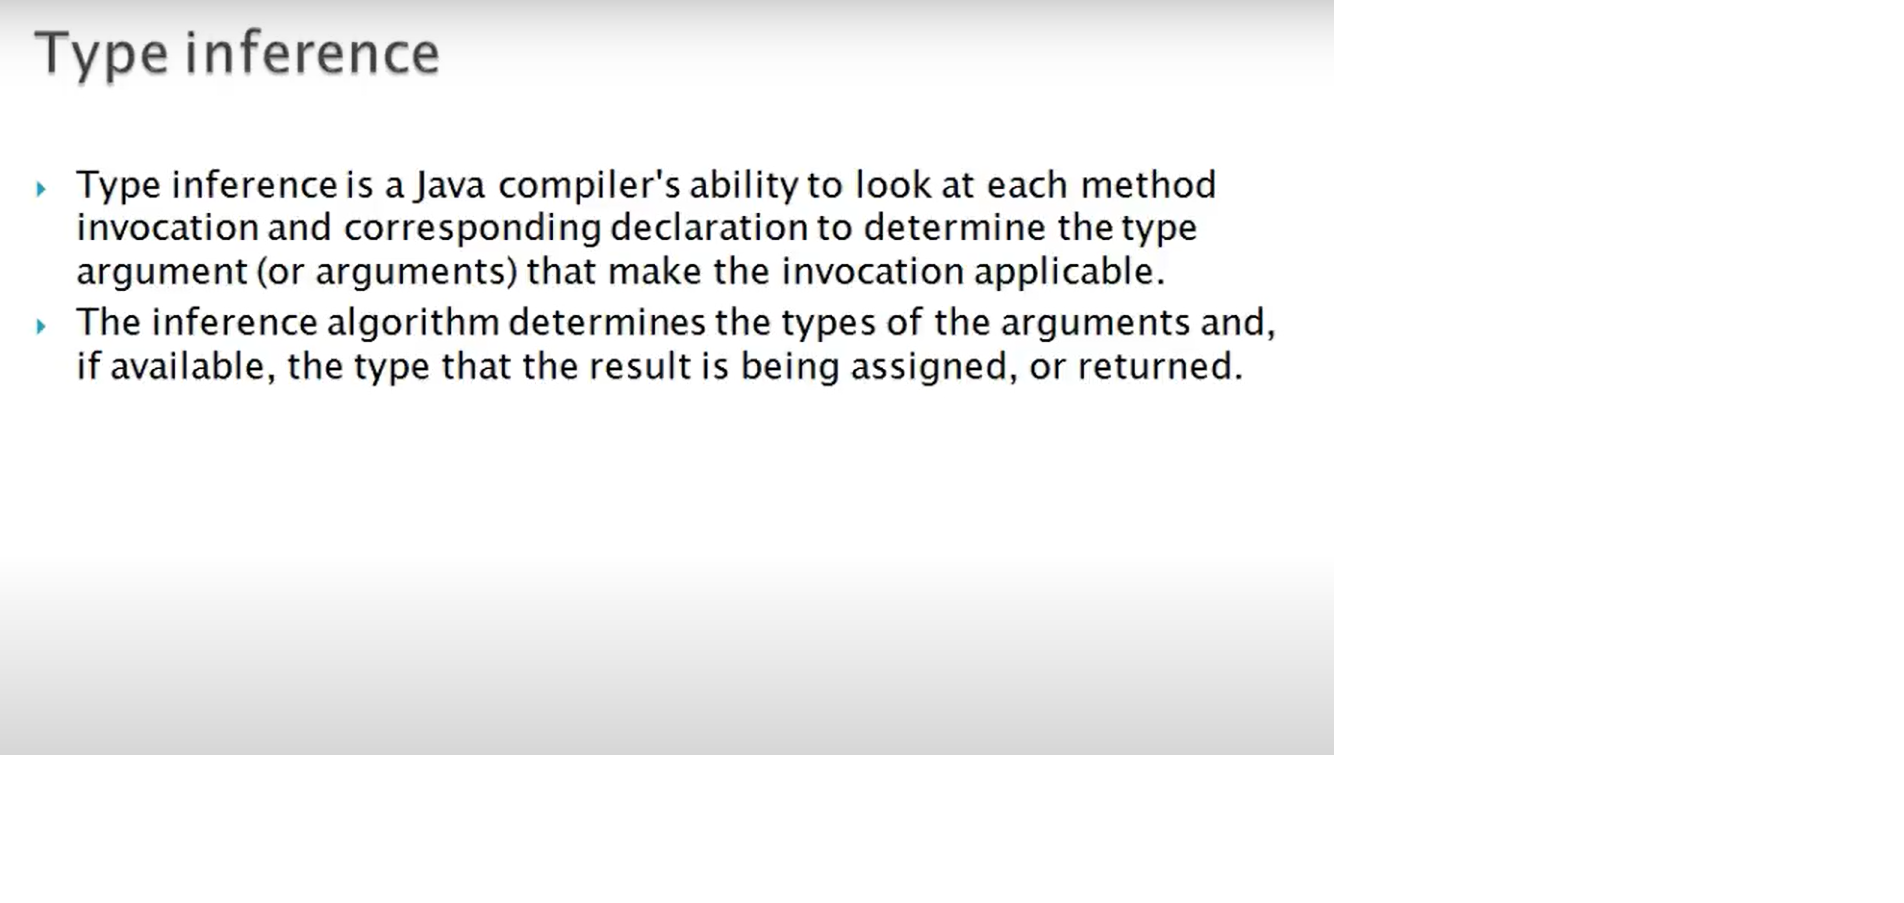 Type inference
Type inference is a Java compiler's ability to look at each method
invocation and corresponding declaration to determine the type
argument (or arguments) that make the invocation applicable.
The inference algorithm determines the types of the arguments and,
if available, the type that the result is being assigned, or returned.